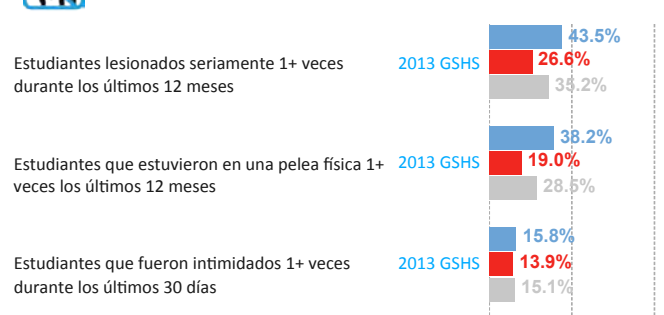 Estudiantes lesionados seriamente 1+ veces
durante los últimos 12 meses
2013 GSHS
43.5%
26.6%
35.2%
Estudiantes que estuvieron en una pelea física 1+
veces los últimos 12 meses
2013 GSHS
38.2%
19.0%
28.5%
Estudiantes que fueron intimidados 1+ veces
durante los últimos 30 días
2013 GSHS
15.8%
13.9%
15.1%